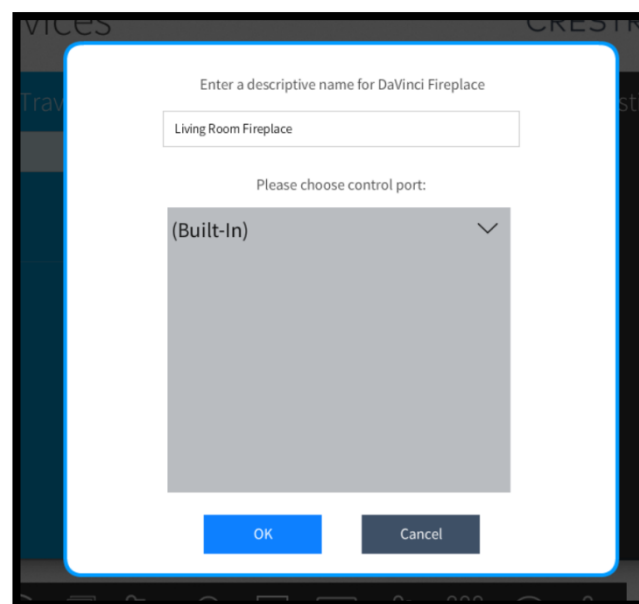 Enter a descriptive name for DaVinci Fireplace
Living Room Fireplace
Please choose control port:
(Built-In)
OK
Cancel